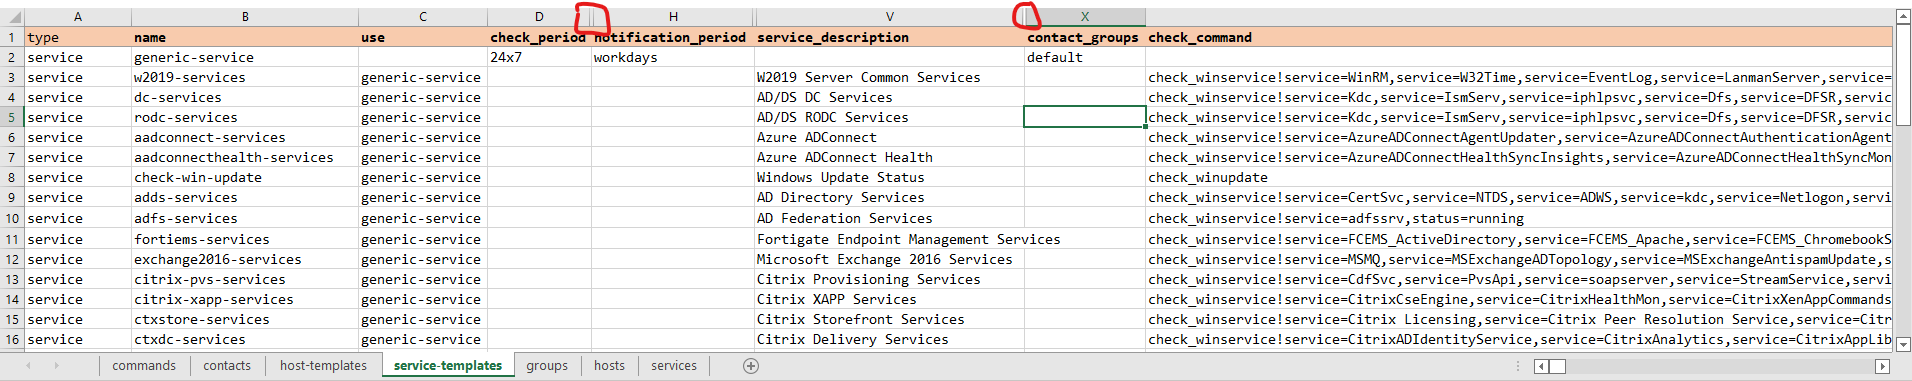 A B C D H V X
1 type name use check_period notification_period service_description contact_groups check_command
2 service generic-service 24x7 workdays default
3 service w2019-services generic-service W2019 Server Common Services check_winservice!service=WinRM,service=W32Time,service=EventLog,service=LanmanServer,service=
4 service dc-services generic-service AD/DS DC Services check_winservice!service=Kdc,service=IsmServ,service=iphlpsvc,service=Dfs,service=DFSR,servic
5 service rodc-services generic-service AD/DS RODC Services check_winservice!service=Kdc,service=IsmServ,service=iphlpsvc,service=Dfs,service=DFSR,servic
6 service aadconnect-services generic-service Azure ADConnect check_winservice!service=AzureADConnectAgentUpdater,service=AzureADConnectAuthenticationAgent
7 service aadconnecthealth-services generic-service Azure ADConnect Health check_winservice!service=AzureADConnectHealthSyncInsights,service=AzureADConnectHealthSyncMon
8 service check-win-update generic-service Windows Update Status check_winupdate
9 service adds-services generic-service AD Directory Services check_winservice!service=CertSvc,service=NTDS,service=ADWS,service=kdc,service=Netlogon,servi
10 service adfs-services generic-service AD Federation Services check_winservice!service=adfssrv,status=running
11 service fortiems-services generic-service Fortigate Endpoint Management Services check_winservice!service=FCEMS_ActiveDirectory,service=FCEMS_Apache,service=FCEMS_ChromebookS
12 service exchange2016-services generic-service Microsoft Exchange 2016 Services check_winservice!service=MSMQ,service=MSExchangeADTopology,service=MSExchangeAntispamUpdate,s
13 service citrix-pvs-services generic-service Citrix Provisioning Services check_winservice!service=CdfSvc,service=PvsApi,service=soapserver,service=StreamService,servic
14 service citrix-xapp-services generic-service Citrix XAPP Services check_winservice!service=CitrixCseEngine,service=CitrixHealthMon,service=CitrixXenAppCommands
15 service ctxstore-services generic-service Citrix Storefront Services check_winservice!service=Citrix Licensing,service=Citrix Peer Resolution Service,service=Citr
16 service ctxdc-services generic-service Citrix Delivery Services check_winservice!service=CitrixADIdentityService,service=CitrixAnalytics,service=CitrixAppLib
commands contacts host-templates service-templates groups hosts services